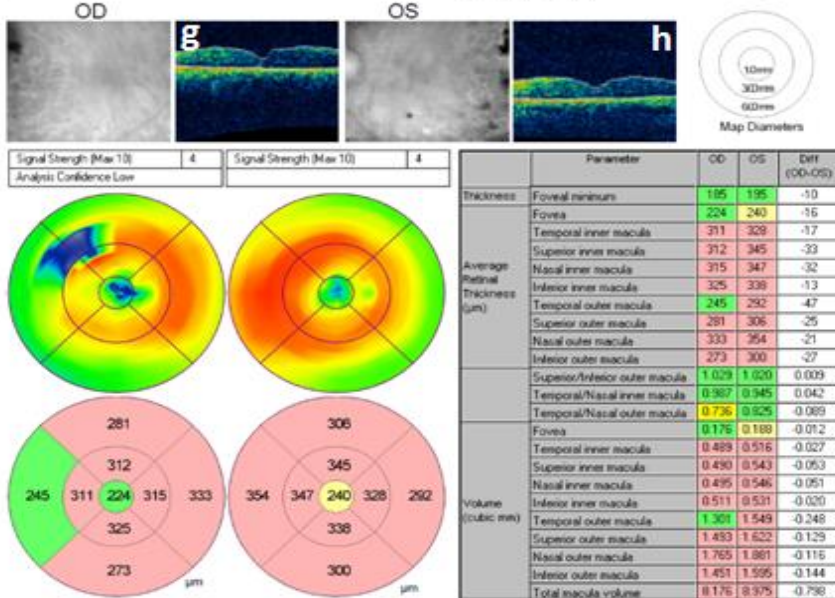 OD
OS
g
h
1.0mm
3.0mm
6.0mm
Map Diameters
Signal Strength (Max 10) 4
Analysis Confidence Low
Signal Strength (Max 10) 4
281
312
245 311 224 315 333
325
273
µm
306
345
354 347 240 328 292
338
300
µm
Parameter OD OS Diff (OD-OS)
Thickness Foveal minimum 185 195 -10
Average Retinal Thickness (µm)
Fovea 224 240 -16
Temporal inner macula 311 328 -17
Superior inner macula 312 345 -33
Nasal inner macula 315 347 -32
Inferior inner macula 325 338 -13
Temporal outer macula 245 292 -47
Superior outer macula 281 306 -25
Nasal outer macula 333 354 -21
Inferior outer macula 273 300 -27
Superior/Inferior outer macula 1.029 1.020 0.009
Temporal/Nasal inner macula 0.987 0.945 0.042
Temporal/Nasal outer macula 0.736 0.825 -0.089
Volume (cubic mm)
Fovea 0.176 0.188 -0.012
Temporal inner macula 0.489 0.516 -0.027
Superior inner macula 0.490 0.543 -0.053
Nasal inner macula 0.495 0.546 -0.051
Inferior inner macula 0.511 0.531 -0.020
Temporal outer macula 1.301 1.549 -0.248
Superior outer macula 1.493 1.622 -0.129
Nasal outer macula 1.765 1.881 -0.116
Inferior outer macula 1.451 1.595 -0.144
Total macula volume 8.176 8.975 -0.798